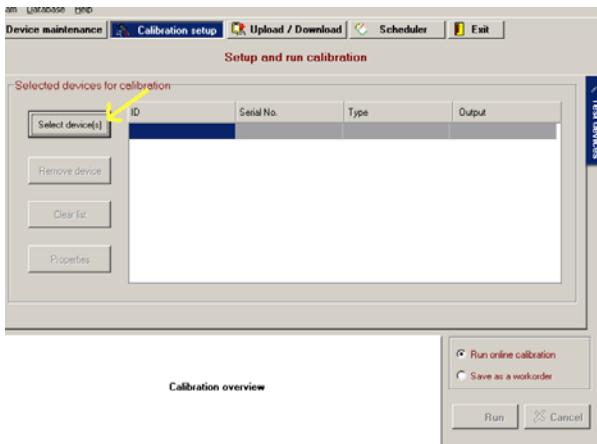 am Database Help
Device maintenance Calibration setup Upload / Download Scheduler Exit
Setup and run calibration
Selected devices for calibration
ID Serial No. Type Output
Select device(s)
Remove device
Clear list
Properties
Test devices
Run online calibration
Save as a workorder
Calibration overview
Run Cancel